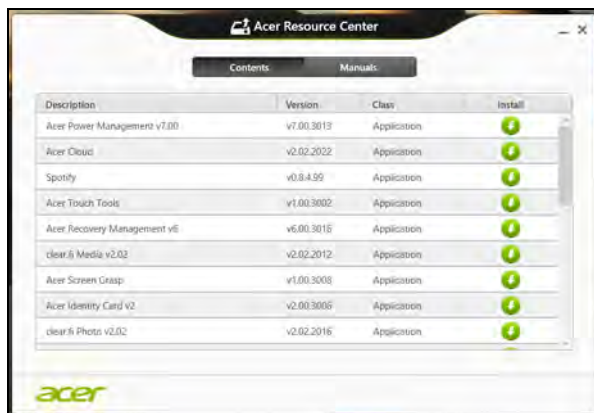 Acer Resource Center
Contents Manuals
Description Version Class Install
Acer Power Management v7.00 v7.00.3013 Application
Acer Cloud v2.02.2022 Application
Spotify v0.8.4.99 Application
Acer Touch Tools v1.00.3002 Application
Acer Recovery Management v6 v6.00.3016 Application
clear.fi Media v2.02 v2.02.2012 Application
Acer Screen Grasp v1.00.3008 Application
Acer Identity Card v2 v2.00.3006 Application
clear.fi Photo v2.02 v2.02.2016 Application
acer